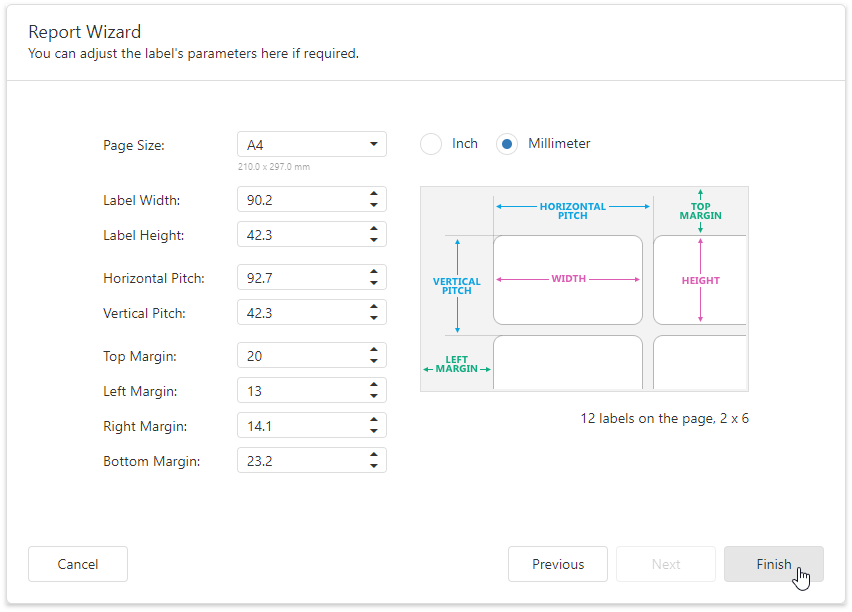 Report Wizard
You can adjust the label's parameters here if required.
Page Size: A4
210.0 x 297.0 mm
Inch Millimeter
Label Width: 90.2
Label Height: 42.3
Horizontal Pitch: 92.7
Vertical Pitch: 42.3
Top Margin: 20
Left Margin: 13
Right Margin: 14.1
Bottom Margin: 23.2
HORIZONTAL
PITCH
TOP
MARGIN
VERTICAL
PITCH
WIDTH
HEIGHT
LEFT
MARGIN
12 labels on the page, 2 x 6
Cancel Previous Next Finish